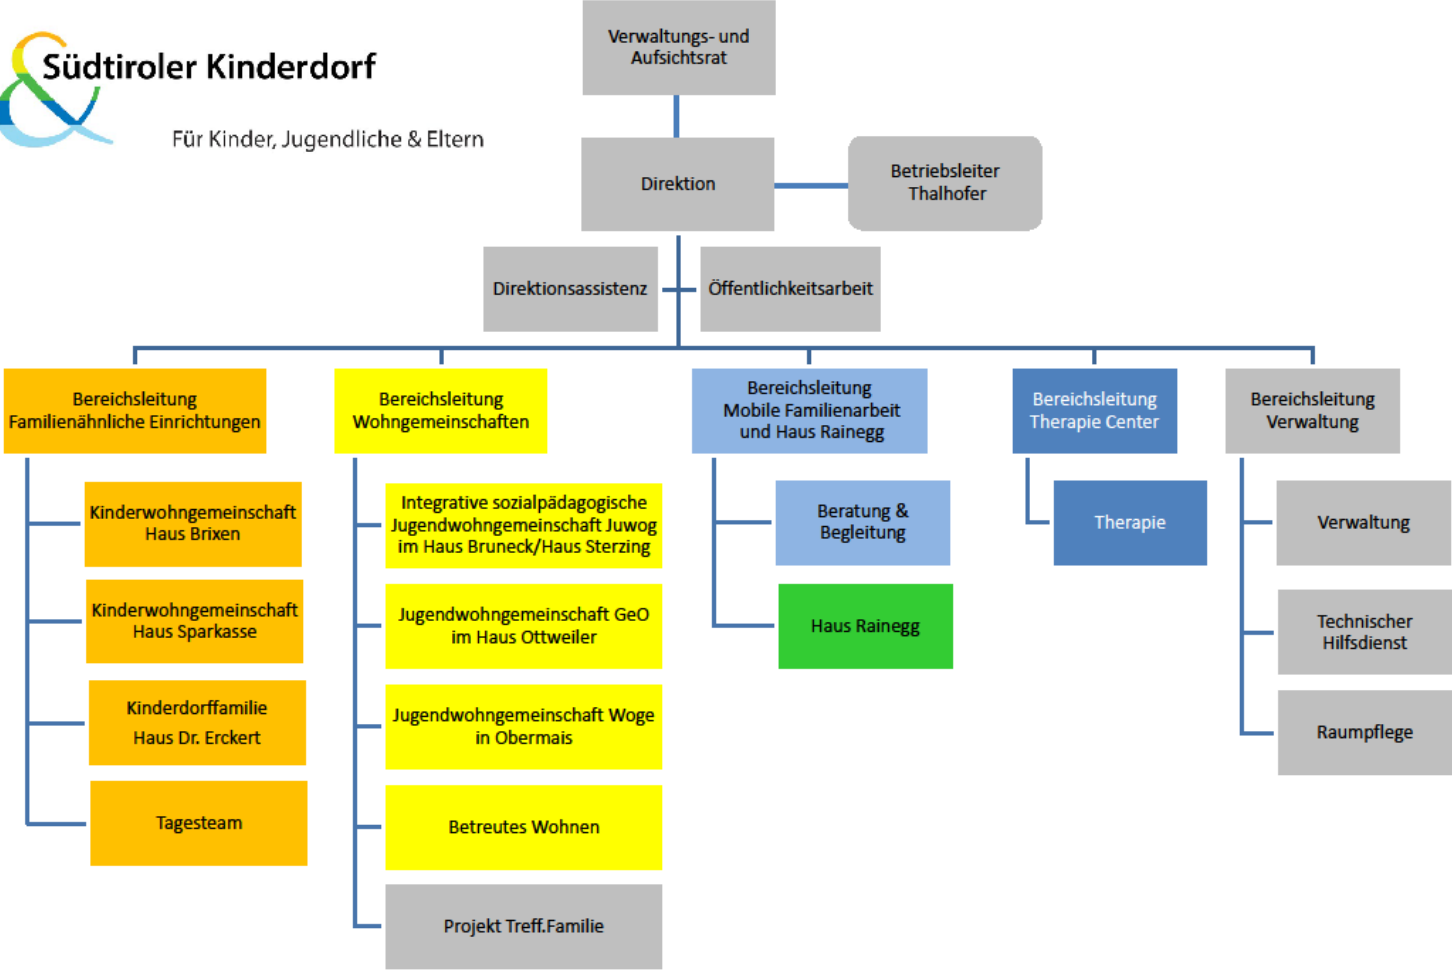 Südtiroler Kinderdorf
Für Kinder, Jugendliche & Eltern
Verwaltungs- und
Aufsichtsrat
Direktion
Betriebsleiter
Thalhofer
Direktionsassistenz
Öffentlichkeitsarbeit
Bereichsleitung
Familienähnliche Einrichtungen
Kinderwohngemeinschaft
Haus Brixen
Kinderwohngemeinschaft
Haus Sparkasse
Kinderdorffamilie
Haus Dr. Erckert
Tagesteam
Bereichsleitung
Wohngemeinschaften
Integrative sozialpädagogische
Jugendwohngemeinschaft Juwog
im Haus Bruneck/Haus Sterzing
Jugendwohngemeinschaft GeO
im Haus Ottweiler
Jugendwohngemeinschaft Woge
in Obermais
Betreutes Wohnen
Projekt Treff.Familie
Bereichsleitung
Mobile Familienarbeit
und Haus Rainegg
Beratung &
Begleitung
Haus Rainegg
Bereichsleitung
Therapie Center
Therapie
Bereichsleitung
Verwaltung
Verwaltung
Technischer
Hilfsdienst
Raumpflege